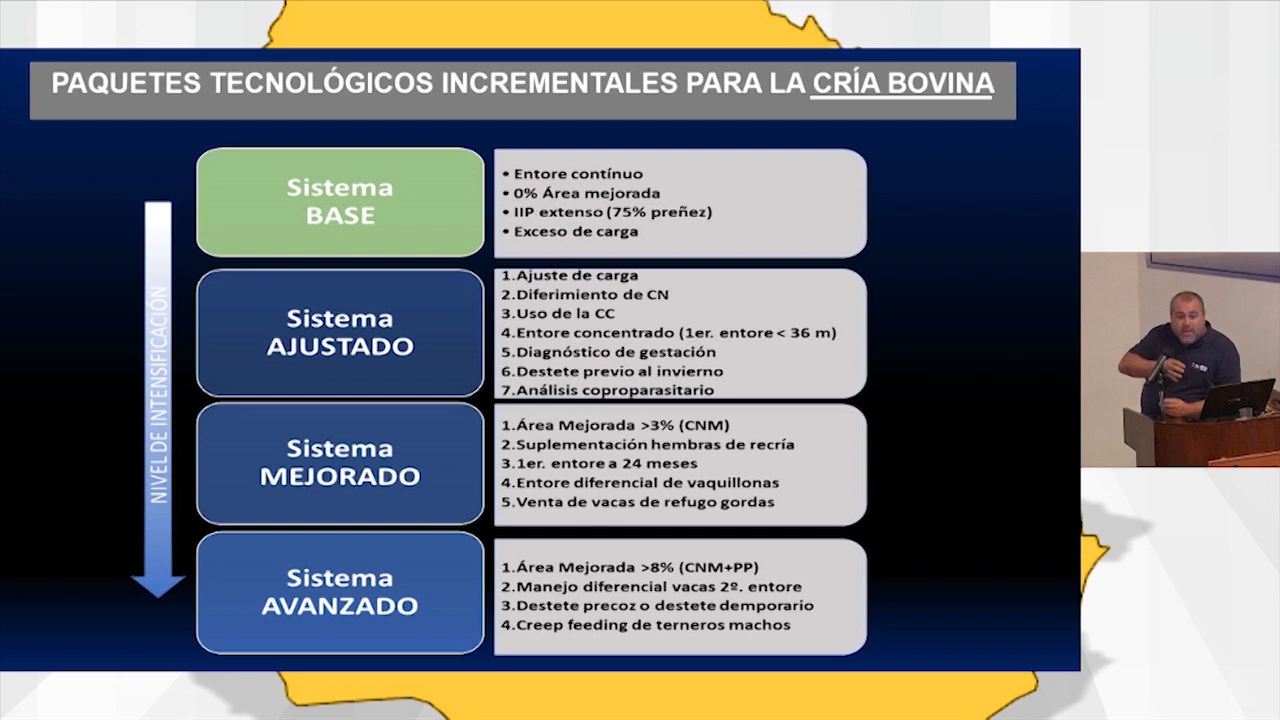 PAQUETES TECNOLÓGICOS INCREMENTALES PARA LA CRÍA BOVINA
Sistema
BASE
• Entore contínuo
• 0% Área mejorada
• IIP extenso (75% preñez)
• Exceso de carga
NIVEL DE INTENSIFICACIÓN
Sistema
AJUSTADO
1.Ajuste de carga
2.Diferimiento de CN
3.Uso de la CC
4.Entore concentrado (1er. entore < 36 m)
5.Diagnóstico de gestación
6.Destete previo al invierno
7.Análisis coproparasitario
Sistema
MEJORADO
1.Área Mejorada >3% (CNM)
2.Suplementación hembras de recría
3.1er. entore a 24 meses
4.Entore diferencial de vaquillonas
5.Venta de vacas de refugo gordas
Sistema
AVANZADO
1.Área Mejorada >8% (CNM+PP)
2.Manejo diferencial vacas 2º. entore
3.Destete precoz o destete demporario
4.Creep feeding de terneros machos